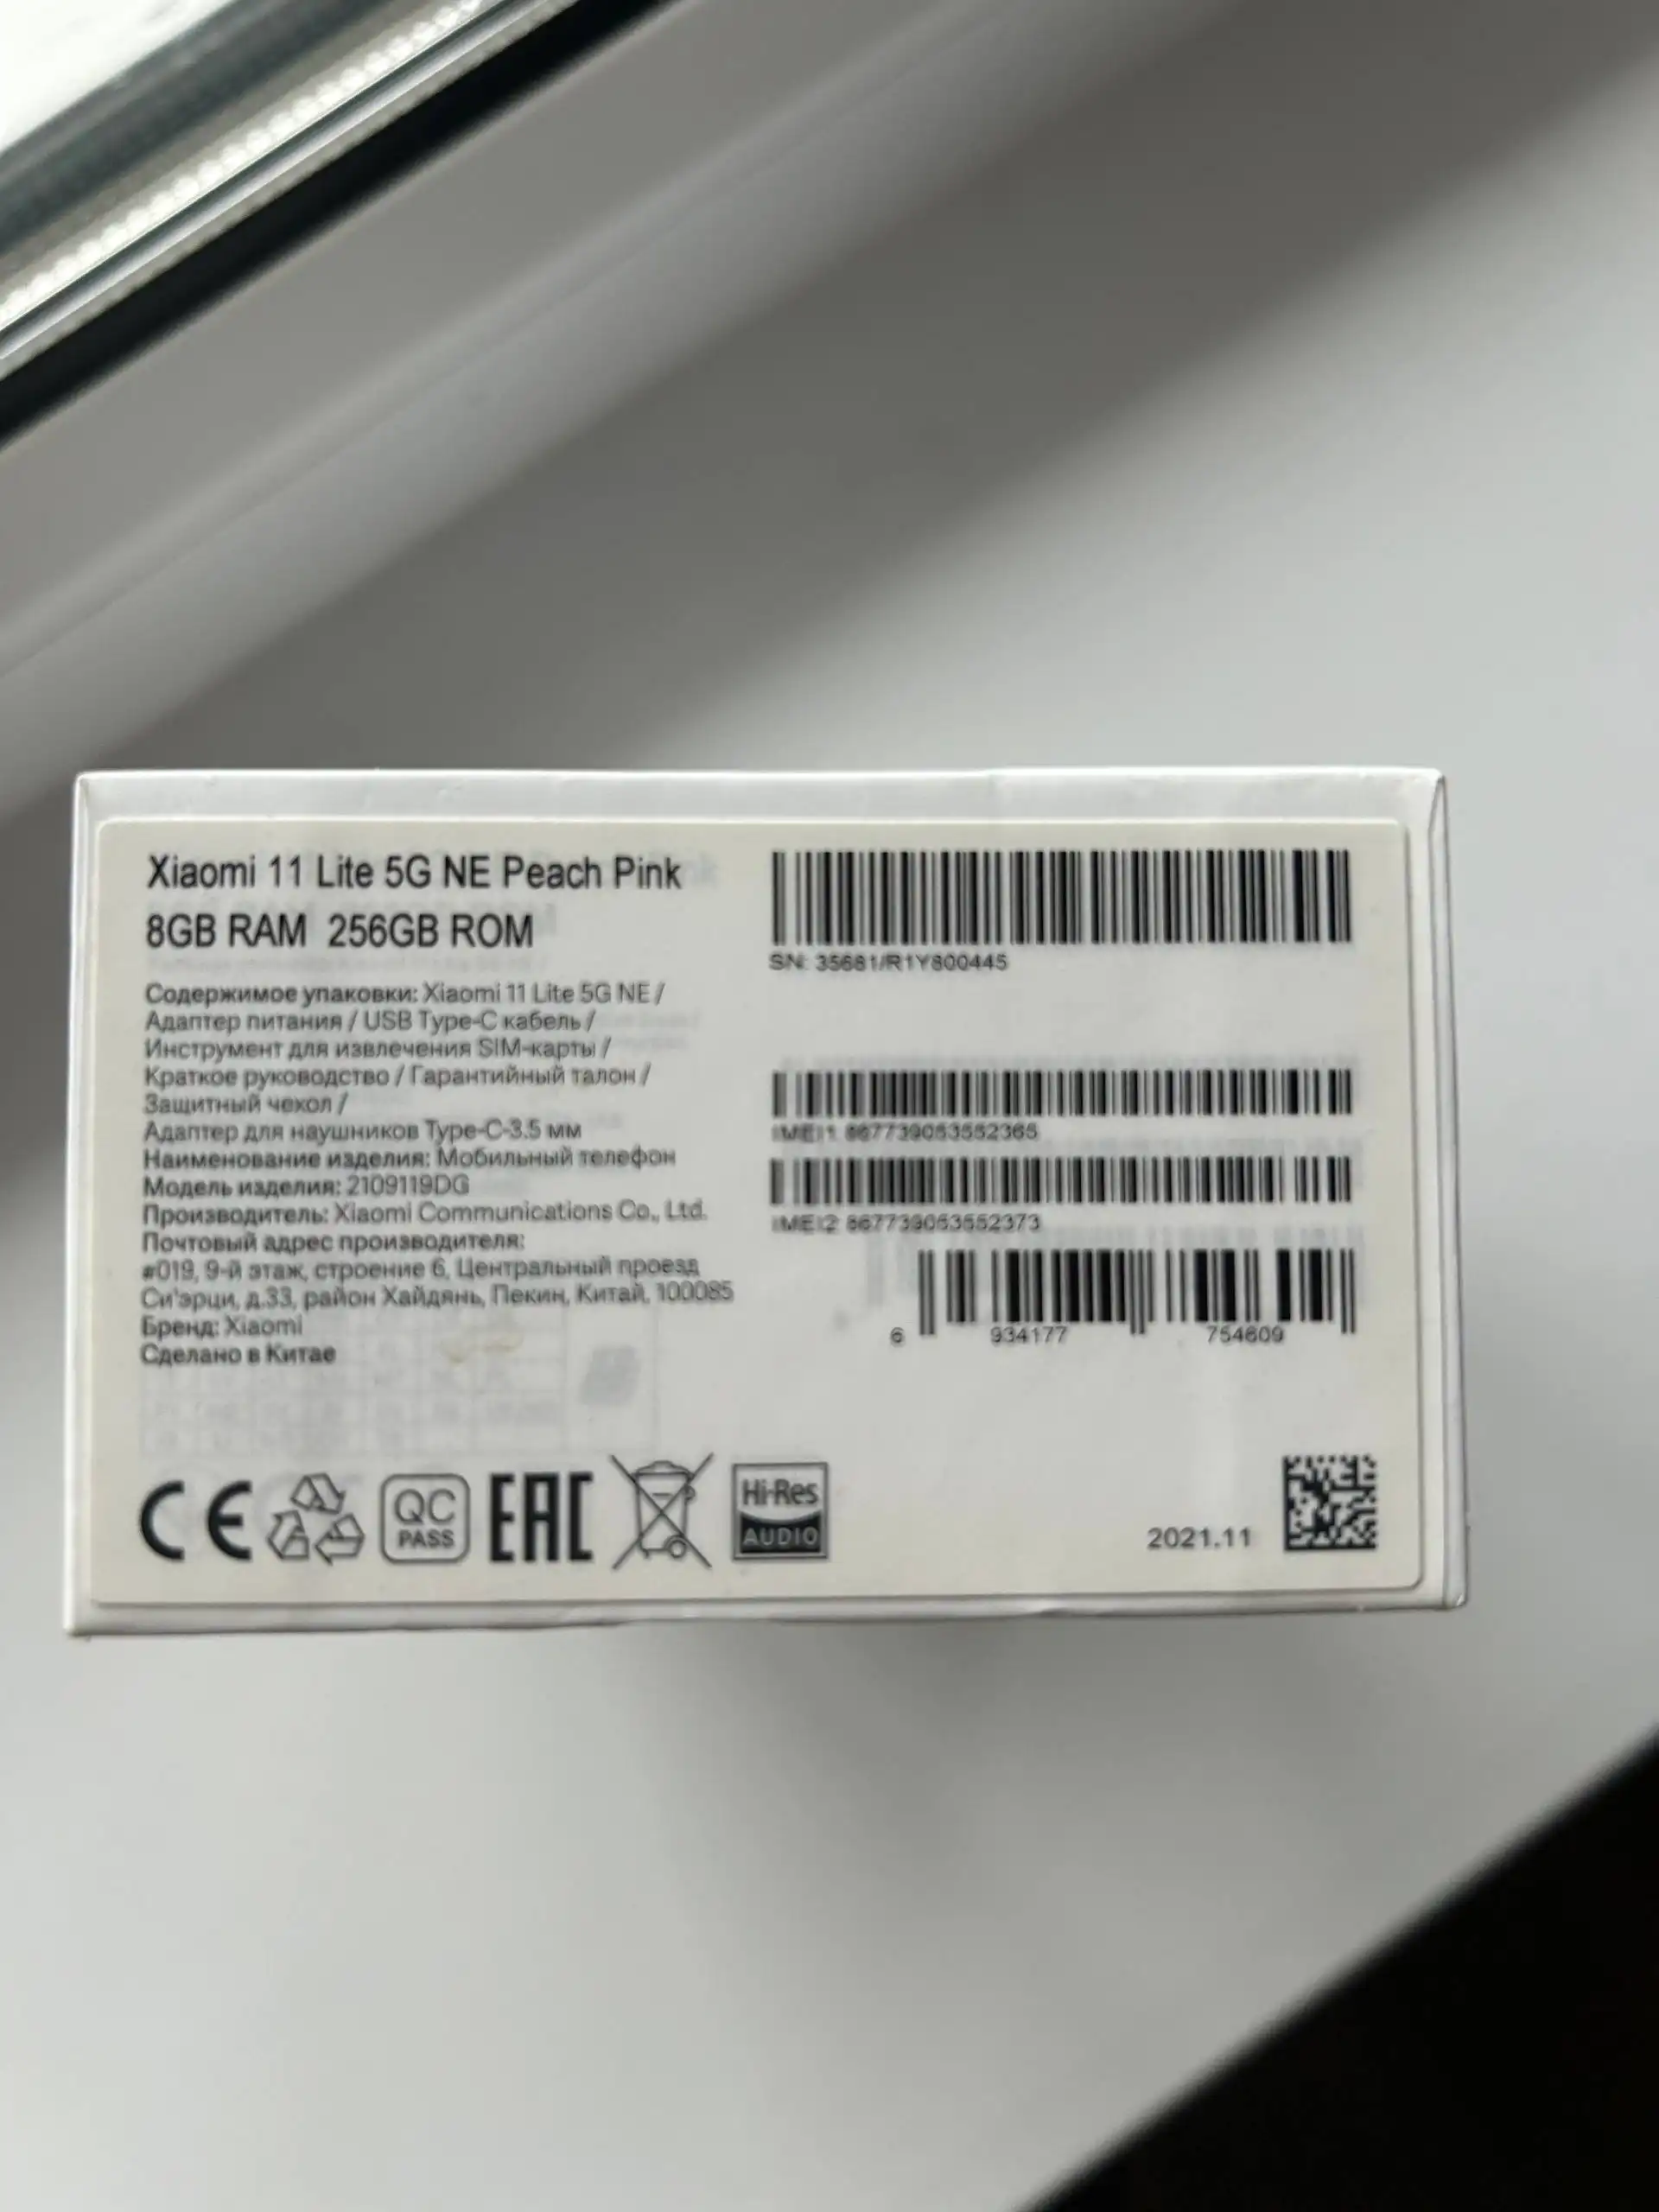 Xiaomi 11 Lite 5G NE Peach Pink
8GB RAM 256GB ROM
Содержимое упаковки: Xiaomi 11 Lite 5G NE /
Адаптер питания / USB Type-C кабель /
Инструмент для извлечения SIM-карты /
Краткое руководство / Гарантийный талон /
Защитный чехол /
Адаптер для наушников Type-C-3.5 мм
Наименование изделия: Мобильный телефон
Модель изделия: 2109119DG
Производитель: Xiaomi Communications Co., Ltd.
Почтовый адрес производителя:
#019, 9-й этаж, строение 6, Центральный проезд
Си'эрци, д.33, район Хайдянь, Пекин, Китай, 100085
Бренд: Xiaomi
Сделано в Китае
SN: 35681/R1Y800445
IMEI1 867739053552365
IMEI2 867739053552373
6 934177 754609
CE
QC
PASS
EAC
Hi-Res
AUDIO
2021.11